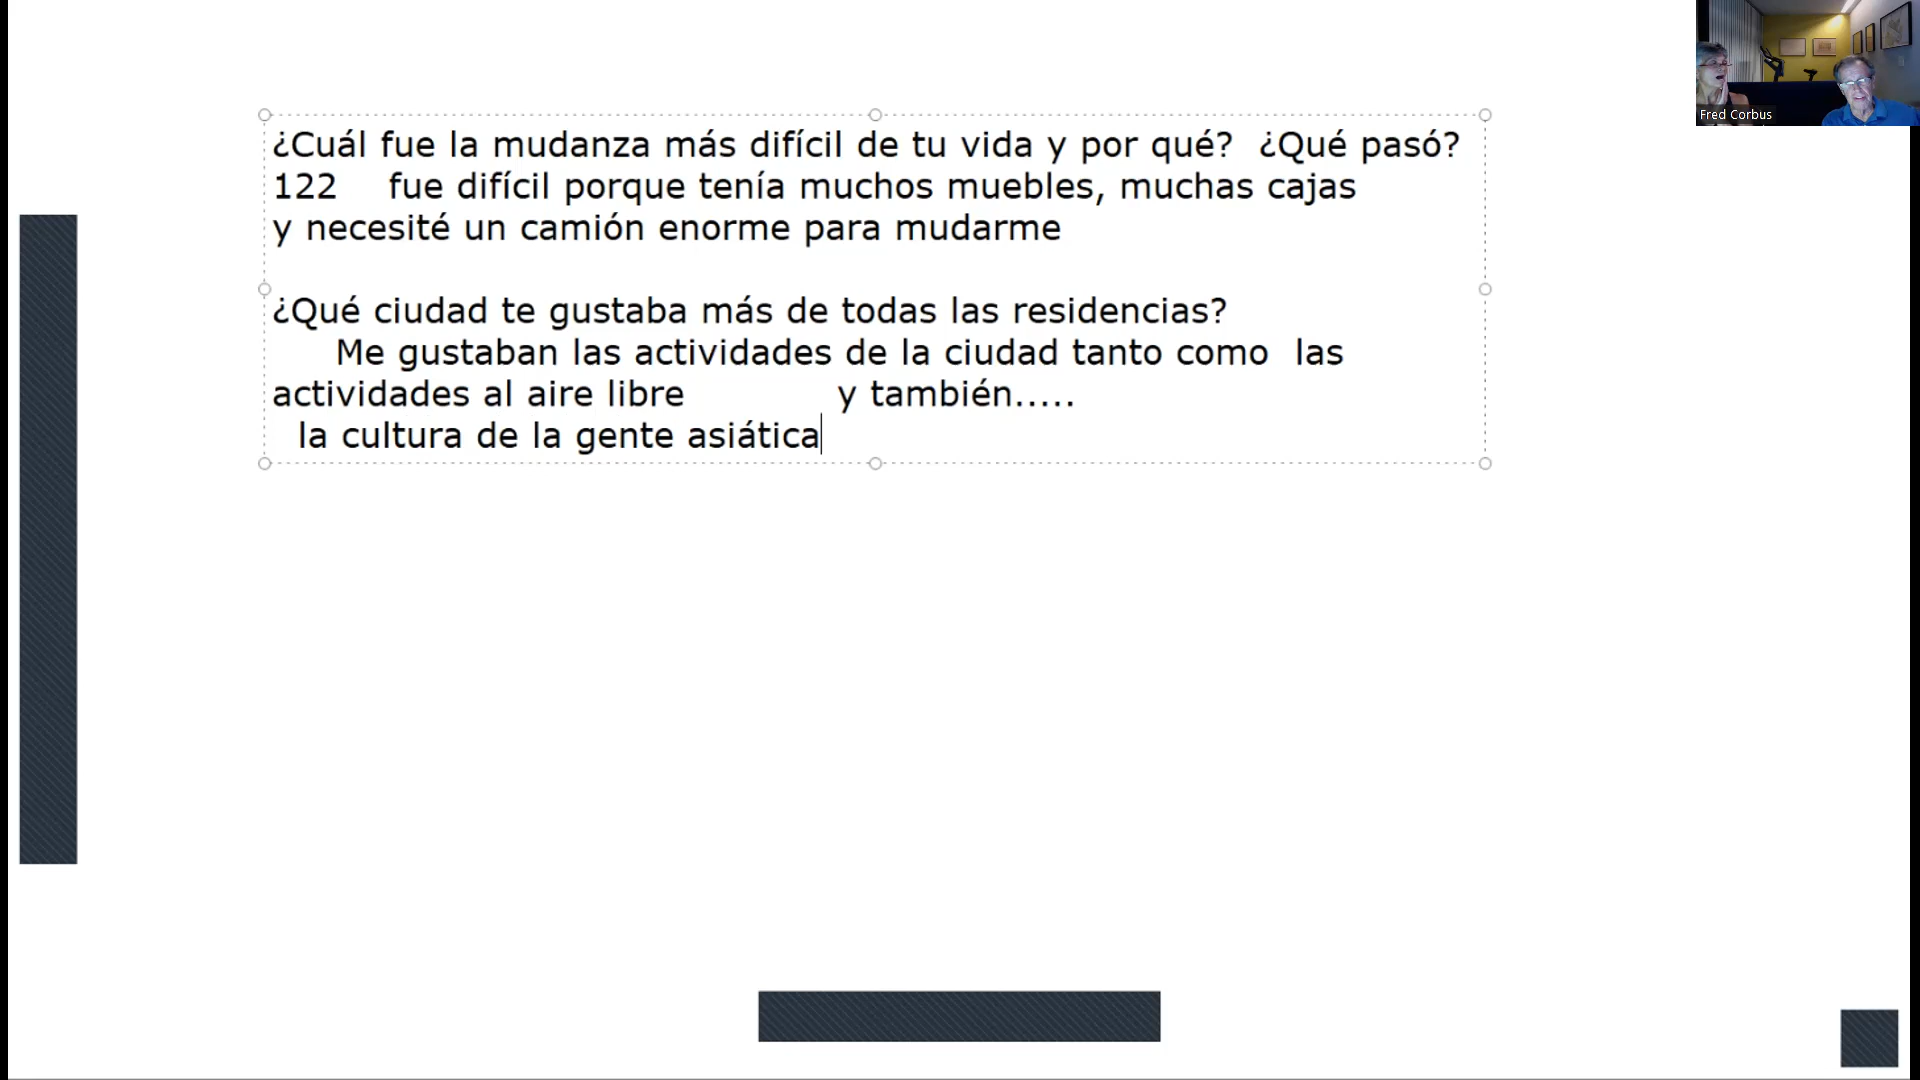 ¿Cuál fue la mudanza más difícil de tu vida y por qué? ¿Qué pasó?
122 fue difícil porque tenía muchos muebles, muchas cajas
y necesité un camión enorme para mudarme
¿Qué ciudad te gustaba más de todas las residencias?
Me gustaban las actividades de la ciudad tanto como las
actividades al aire libre y también.....
la cultura de la gente asiática
Fred Corbus